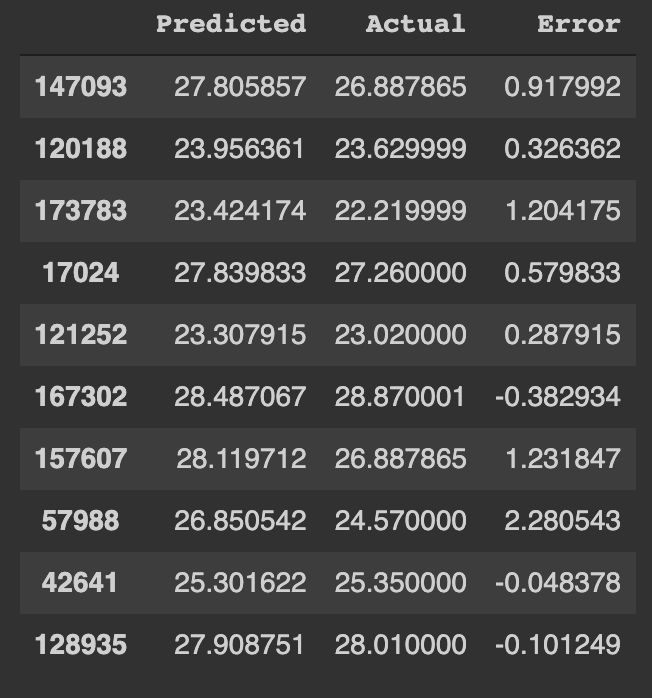 Predicted Actual Error
147093 27.805857 26.887865 0.917992
120188 23.956361 23.629999 0.326362
173783 23.424174 22.219999 1.204175
17024 27.839833 27.260000 0.579833
121252 23.307915 23.020000 0.287915
167302 28.487067 28.870001 -0.382934
157607 28.119712 26.887865 1.231847
57988 26.850542 24.570000 2.280543
42641 25.301622 25.350000 -0.048378
128935 27.908751 28.010000 -0.101249